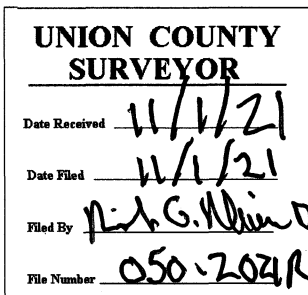 UNION COUNTY
SURVEYOR
Date Received 11/1/21
Date Filed 11/1/21
Filed By
File Number 050-2021R